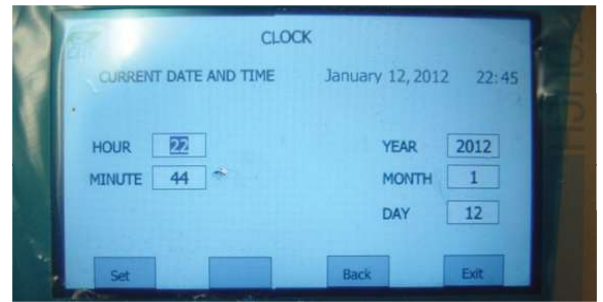 CLOCK
CURRENT DATE AND TIME January 12, 2012 22:45
HOUR 22 YEAR 2012
MINUTE 44 MONTH 1
DAY 12
Set Back Exit